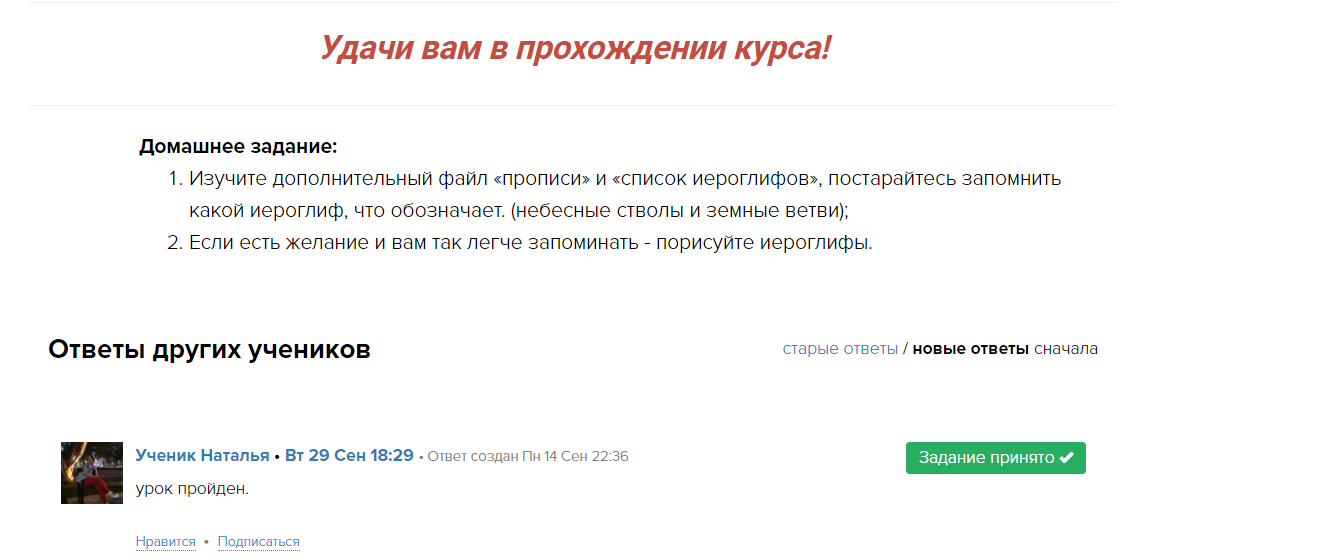 Удачи вам в прохождении курса!
Домашнее задание:
1. Изучите дополнительный файл «прописи» и «список иероглифов», постарайтесь запомнить
какой иероглиф, что обозначает. (небесные стволы и земные ветви);
2. Если есть желание и вам так легче запоминать - порисуйте иероглифы.
Ответы других учеников
старые ответы / новые ответы сначала
Ученик Наталья • Вт 29 Сен 18:29 • Ответ создан Пн 14 Сен 22:36
Задание принято ✔
урок пройден.
Нравится • Подписаться